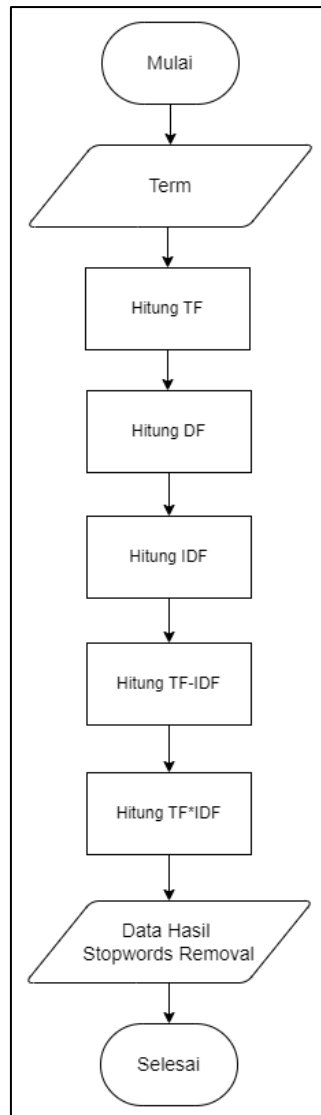 Mulai
Term
Hitung TF
Hitung DF
Hitung IDF
Hitung TF-IDF
Hitung TF*IDF
Data Hasil
Stopwords Removal
Selesai